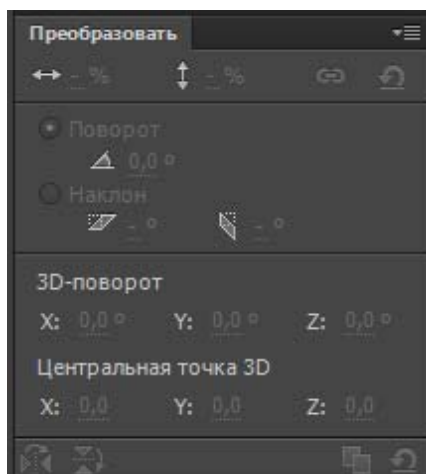 Преобразовать
- % - %
Поворот
0,0 °
Наклон
- ° - °
3D-поворот
X: 0,0 ° Y: 0,0 ° Z: 0,0 °
Центральная точка 3D
X: 0,0 Y: 0,0 Z: 0,0